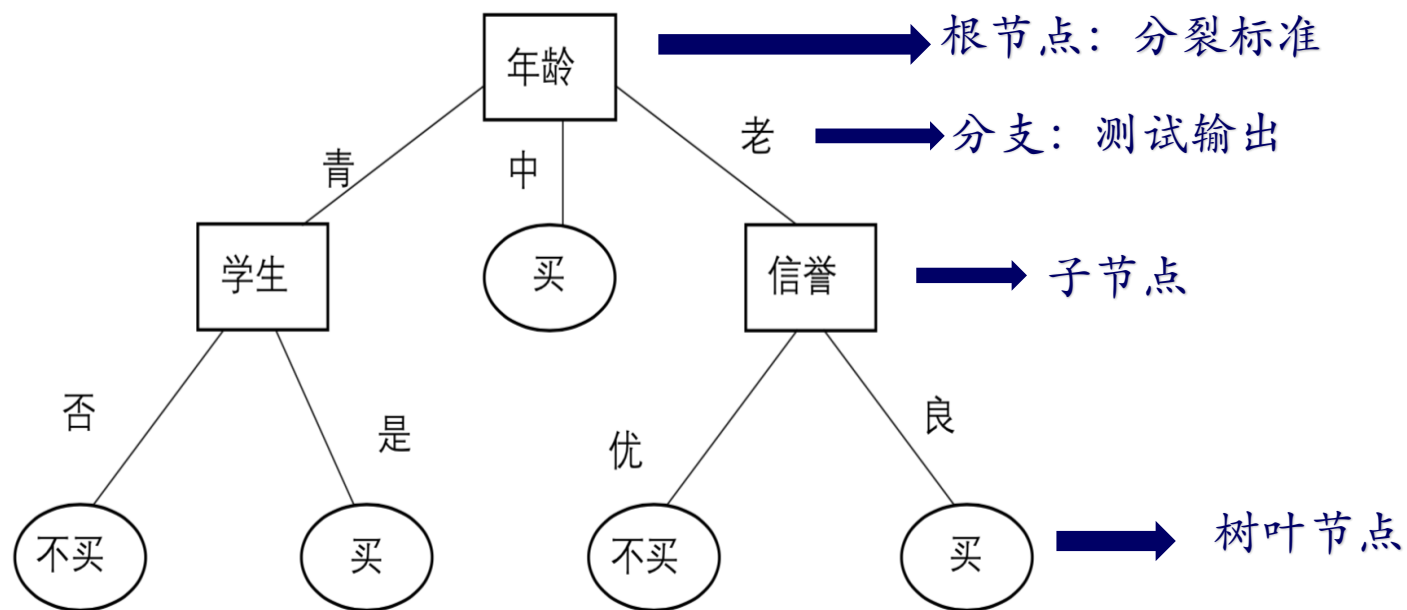 年龄
根节点：分裂标准
青
中
老
分支：测试输出
学生
买
信誉
子节点
否
是
优
良
不买
买
不买
买
树叶节点